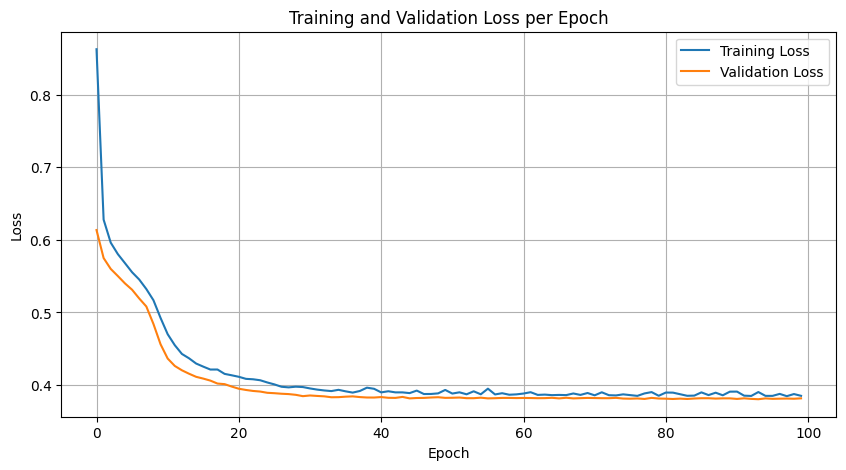 Training and Validation Loss per Epoch
Training Loss
Validation Loss
Loss
0.8
0.7
0.6
0.5
0.4
0
20
40
60
80
100
Epoch